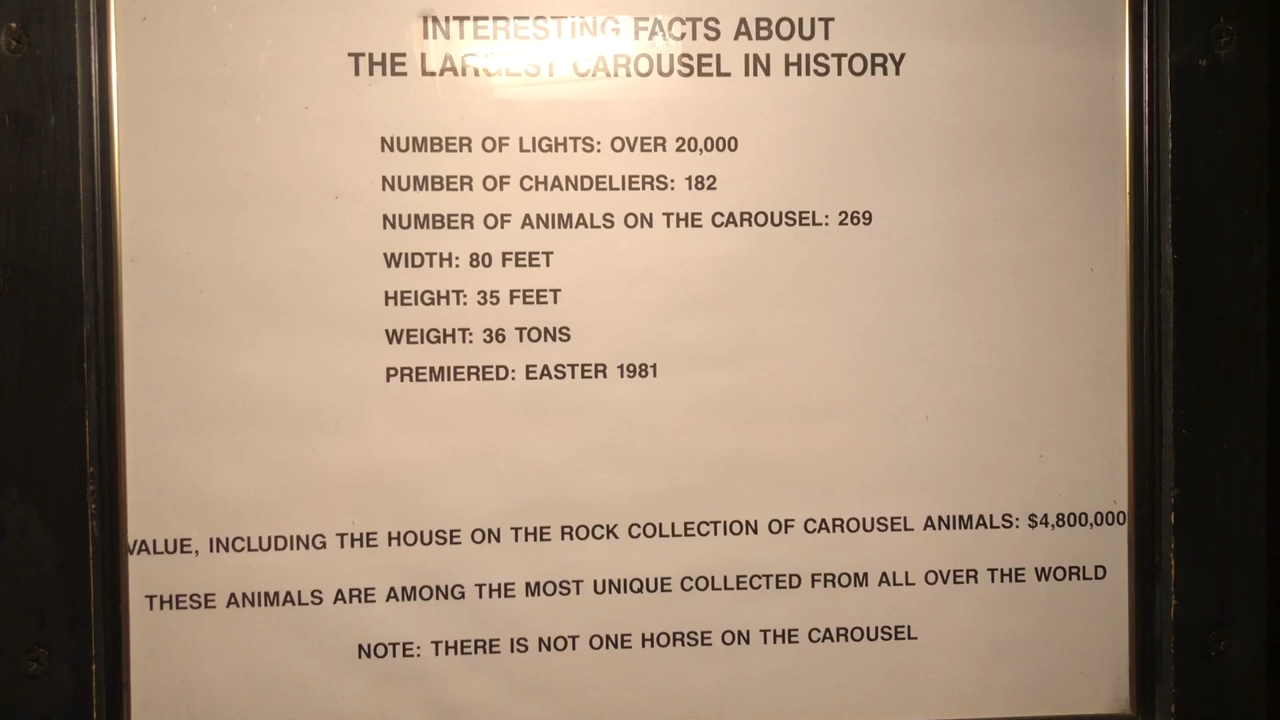 INTERESTING FACTS ABOUT
THE LARGEST CAROUSEL IN HISTORY
NUMBER OF LIGHTS: OVER 20,000
NUMBER OF CHANDELIERS: 182
NUMBER OF ANIMALS ON THE CAROUSEL: 269
WIDTH: 80 FEET
HEIGHT: 35 FEET
WEIGHT: 36 TONS
PREMIERED: EASTER 1981
VALUE, INCLUDING THE HOUSE ON THE ROCK COLLECTION OF CAROUSEL ANIMALS: $4,800,000
THESE ANIMALS ARE AMONG THE MOST UNIQUE COLLECTED FROM ALL OVER THE WORLD
NOTE: THERE IS NOT ONE HORSE ON THE CAROUSEL